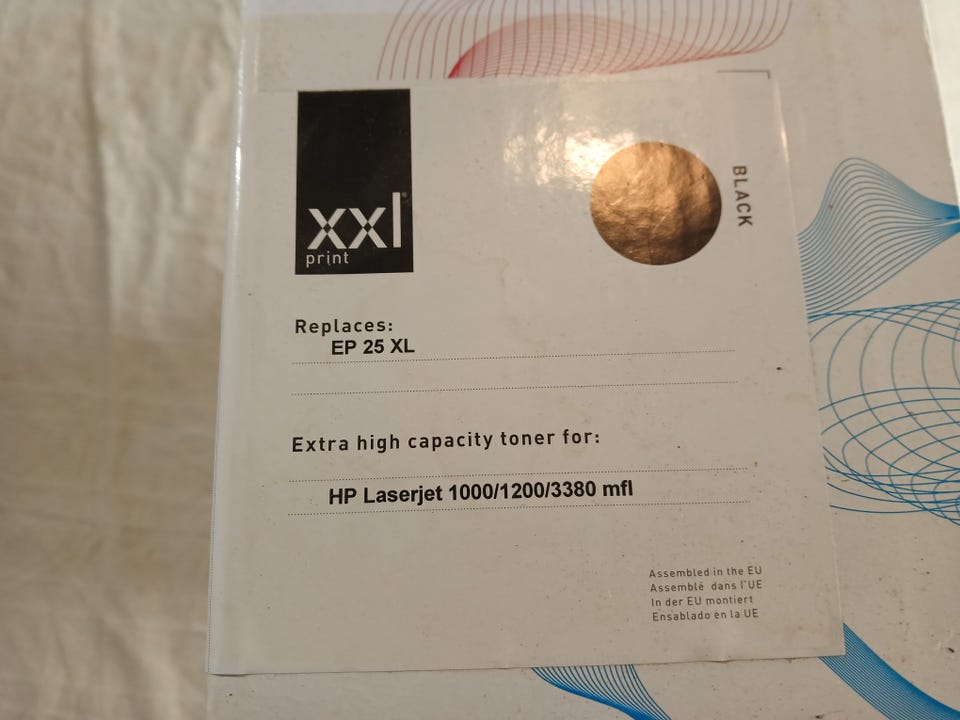 xxl
print
BLACK
Replaces:
EP 25 XL
Extra high capacity toner for:
HP Laserjet 1000/1200/3380 mfl
Assembled in the EU
Assemblé dans l'UE
In der EU montiert
Ensablado en la UE